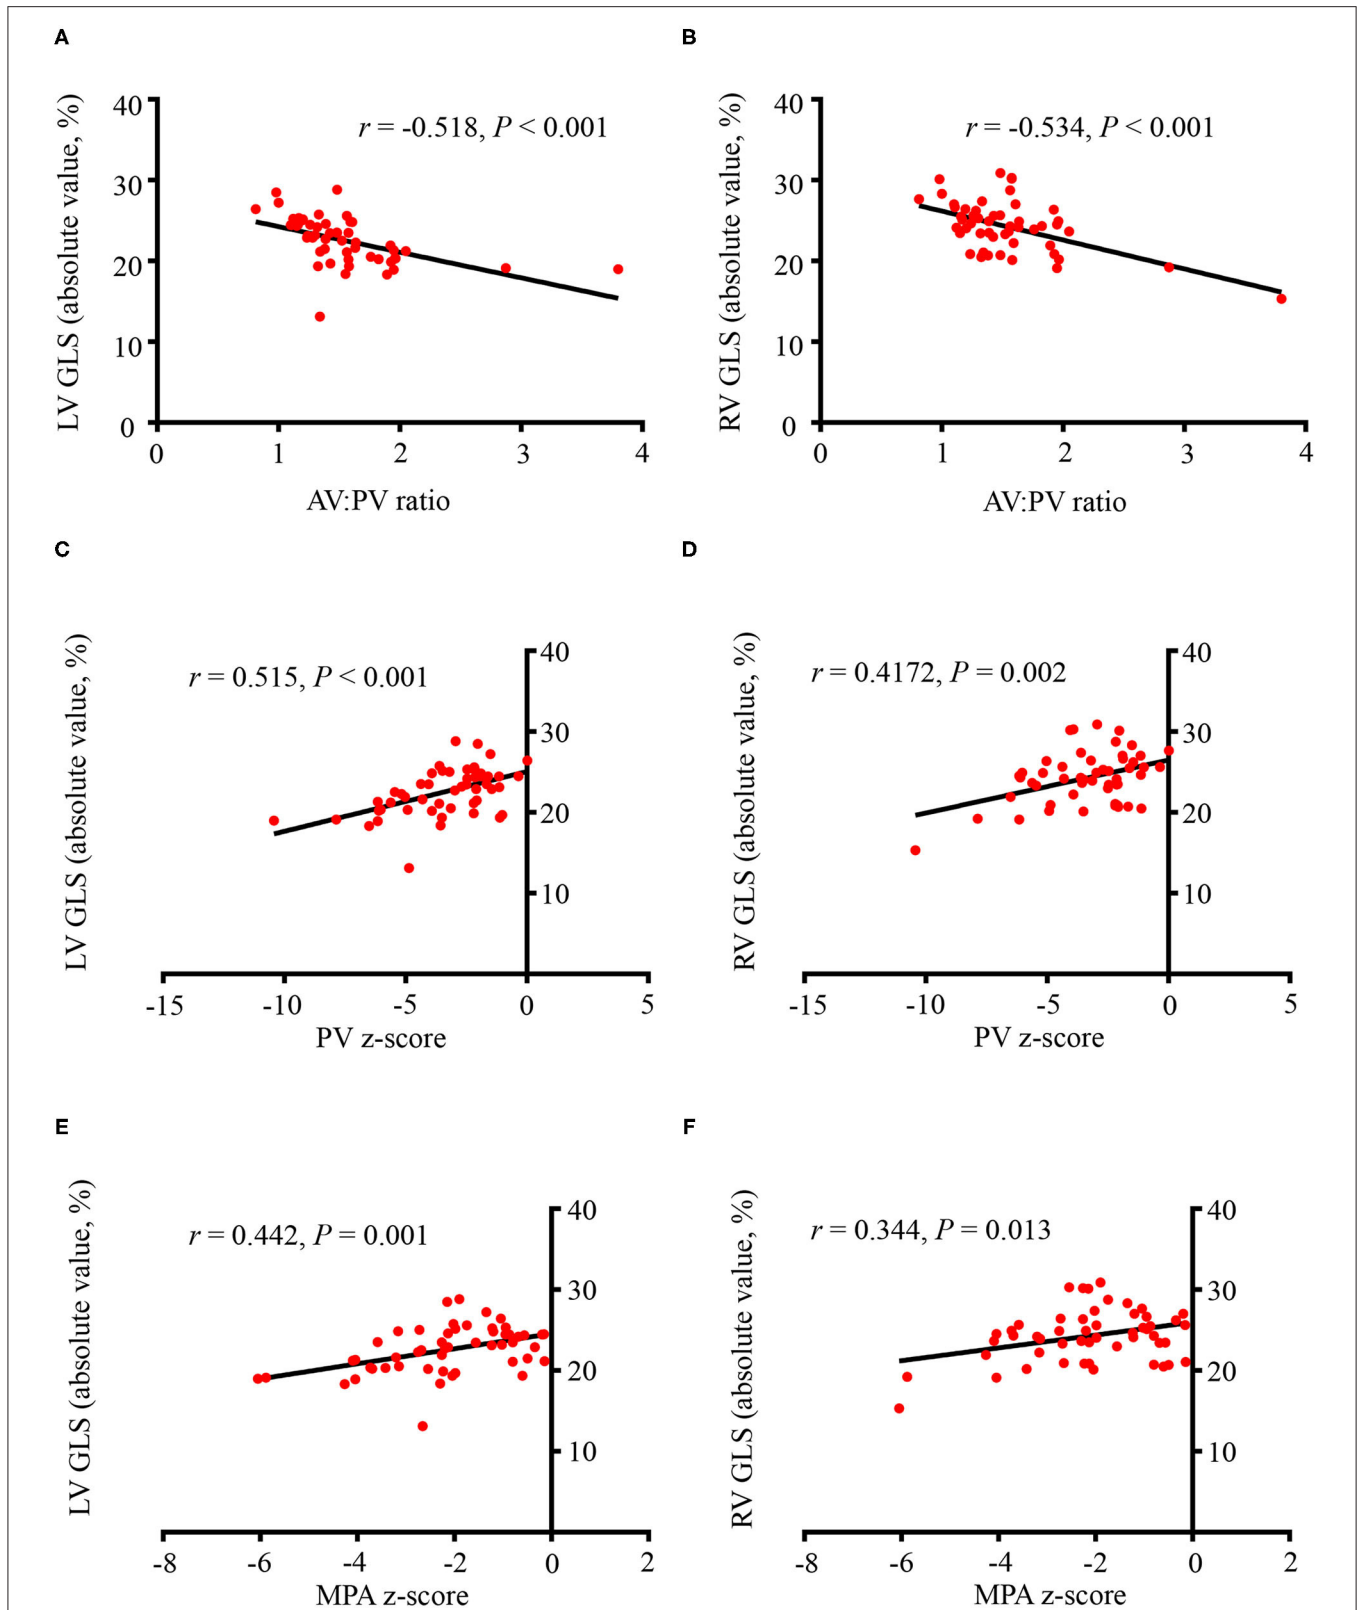 A
B
LV GLS (absolute value, %)
40
30
20
10
0
r = -0.518, P < 0.001
0 1 2 3 4
AV:PV ratio
RV GLS (absolute value, %)
40
30
20
10
0
r = -0.534, P < 0.001
0 1 2 3 4
AV:PV ratio
C
D
LV GLS (absolute value, %)
r = 0.515, P < 0.001
40
30
20
10
-15 -10 -5 0 5
PV z-score
RV GLS (absolute value, %)
r = 0.4172, P = 0.002
40
30
20
10
-15 -10 -5 0 5
PV z-score
E
F
LV GLS (absolute value, %)
r = 0.442, P = 0.001
40
30
20
10
-8 -6 -4 -2 0 2
MPA z-score
RV GLS (absolute value, %)
r = 0.344, P = 0.013
40
30
20
10
-8 -6 -4 -2 0 2
MPA z-score